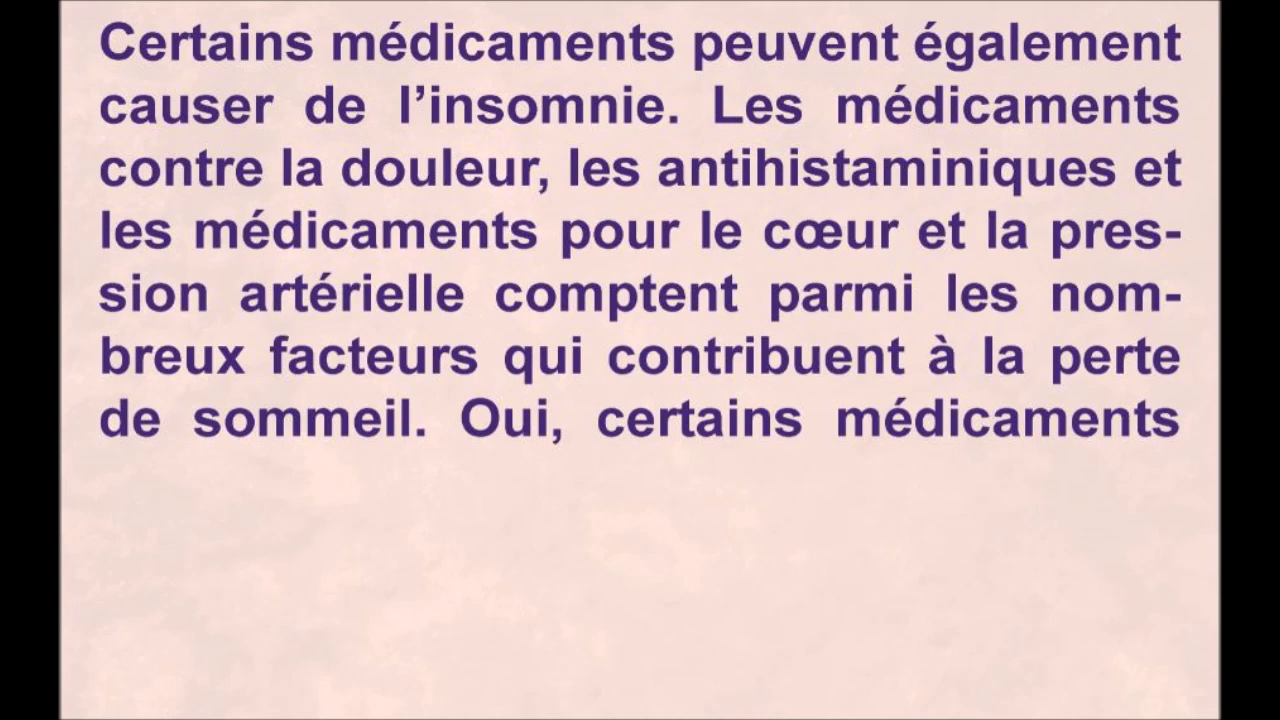 Certains médicaments peuvent également
causer de l’insomnie. Les médicaments
contre la douleur, les antihistaminiques et
les médicaments pour le cœur et la pres-
sion artérielle comptent parmi les nom-
breux facteurs qui contribuent à la perte
de sommeil. Oui, certains médicaments